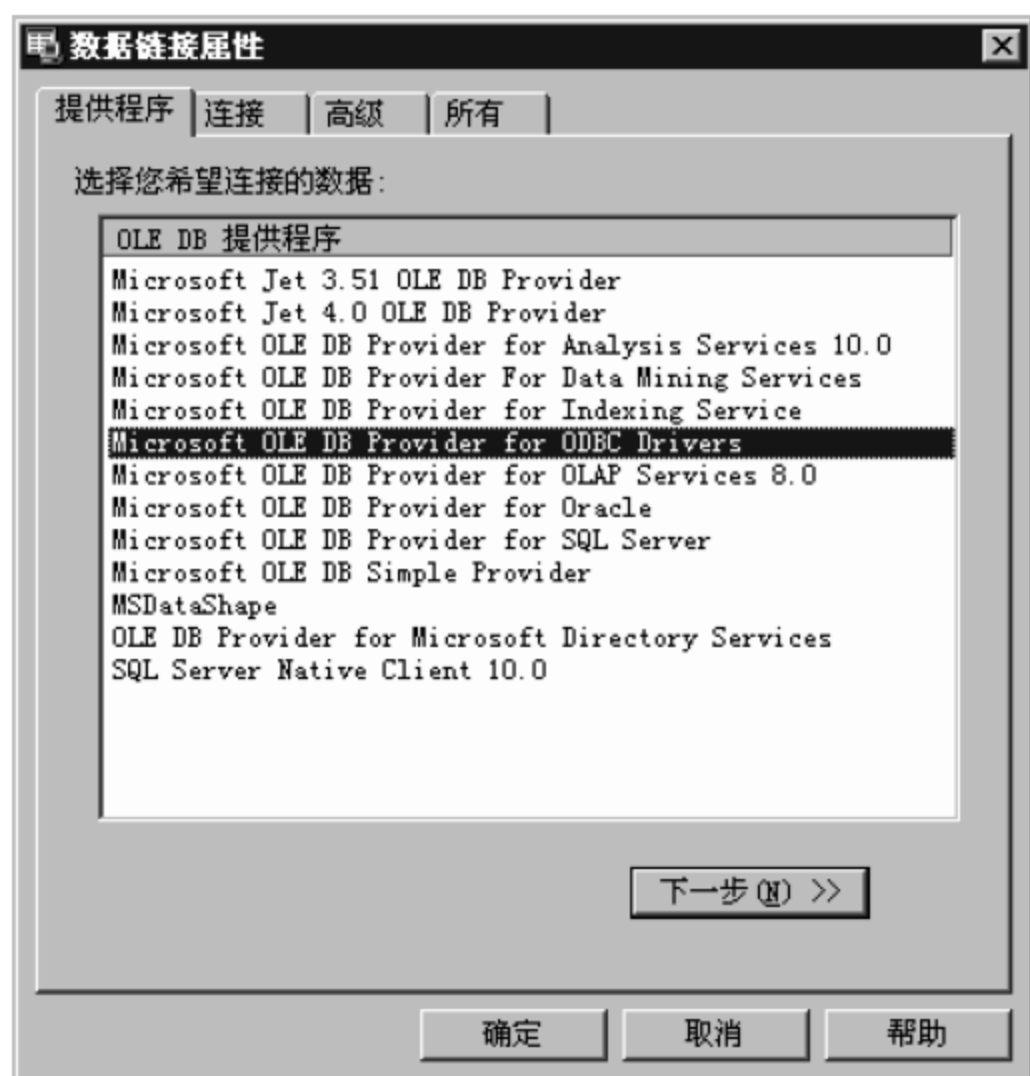 数据链接属性
提供程序 连接 高级 所有
选择您希望连接的数据:
OLE DB 提供程序
Microsoft Jet 3.51 OLE DB Provider
Microsoft Jet 4.0 OLE DB Provider
Microsoft OLE DB Provider for Analysis Services 10.0
Microsoft OLE DB Provider For Data Mining Services
Microsoft OLE DB Provider for Indexing Service
Microsoft OLE DB Provider for ODBC Drivers
Microsoft OLE DB Provider for OLAP Services 8.0
Microsoft OLE DB Provider for Oracle
Microsoft OLE DB Provider for SQL Server
Microsoft OLE DB Simple Provider
MSDataShape
OLE DB Provider for Microsoft Directory Services
SQL Server Native Client 10.0
下一步(N) >>
确定 取消 帮助